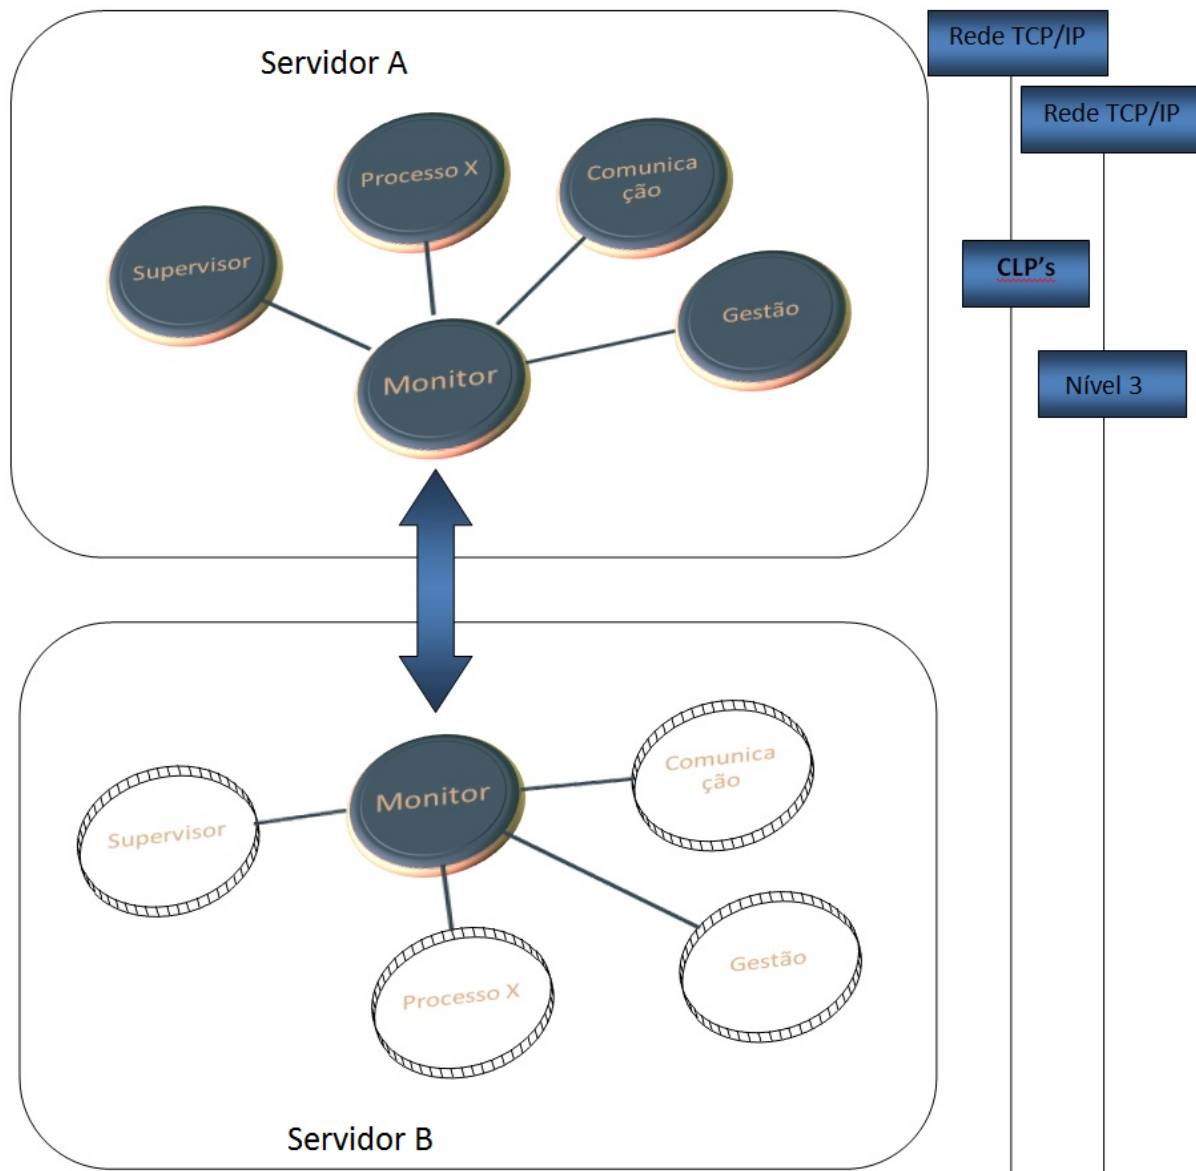 Servidor A
Rede TCP/IP
Rede TCP/IP
Processo X
Comunica
ção
Supervisor
CLP's
Gestão
Monitor
Nível 3
Monitor
Comunica
ção
Supervisor
Gestão
Processo X
Servidor B